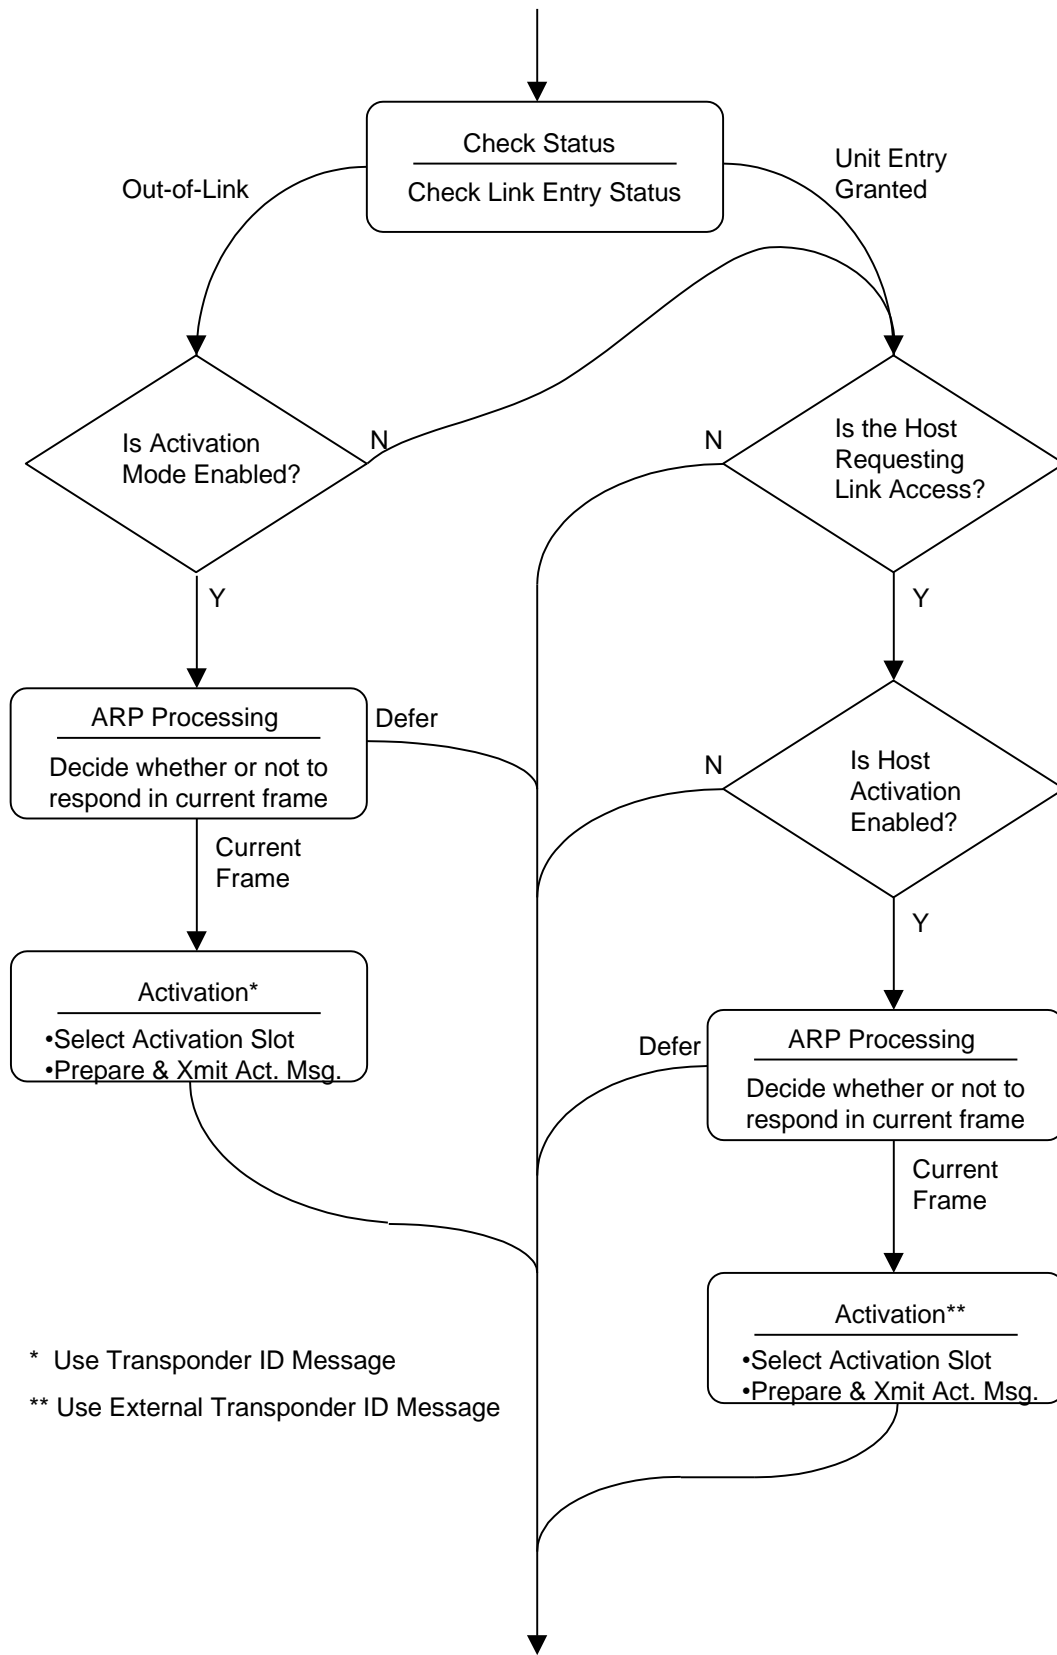 Check Status
Check Link Entry Status
Out-of-Link
Unit Entry
Granted
Is Activation
Mode Enabled?
N
N
Is the Host
Requesting
Link Access?
Y
Y
ARP Processing
Decide whether or not to
respond in current frame
Defer
N
Is Host
Activation
Enabled?
Current
Frame
Y
Activation*
•Select Activation Slot
•Prepare & Xmit Act. Msg.
Defer
ARP Processing
Decide whether or not to
respond in current frame
Current
Frame
Activation**
•Select Activation Slot
•Prepare & Xmit Act. Msg.
* Use Transponder ID Message
** Use External Transponder ID Message